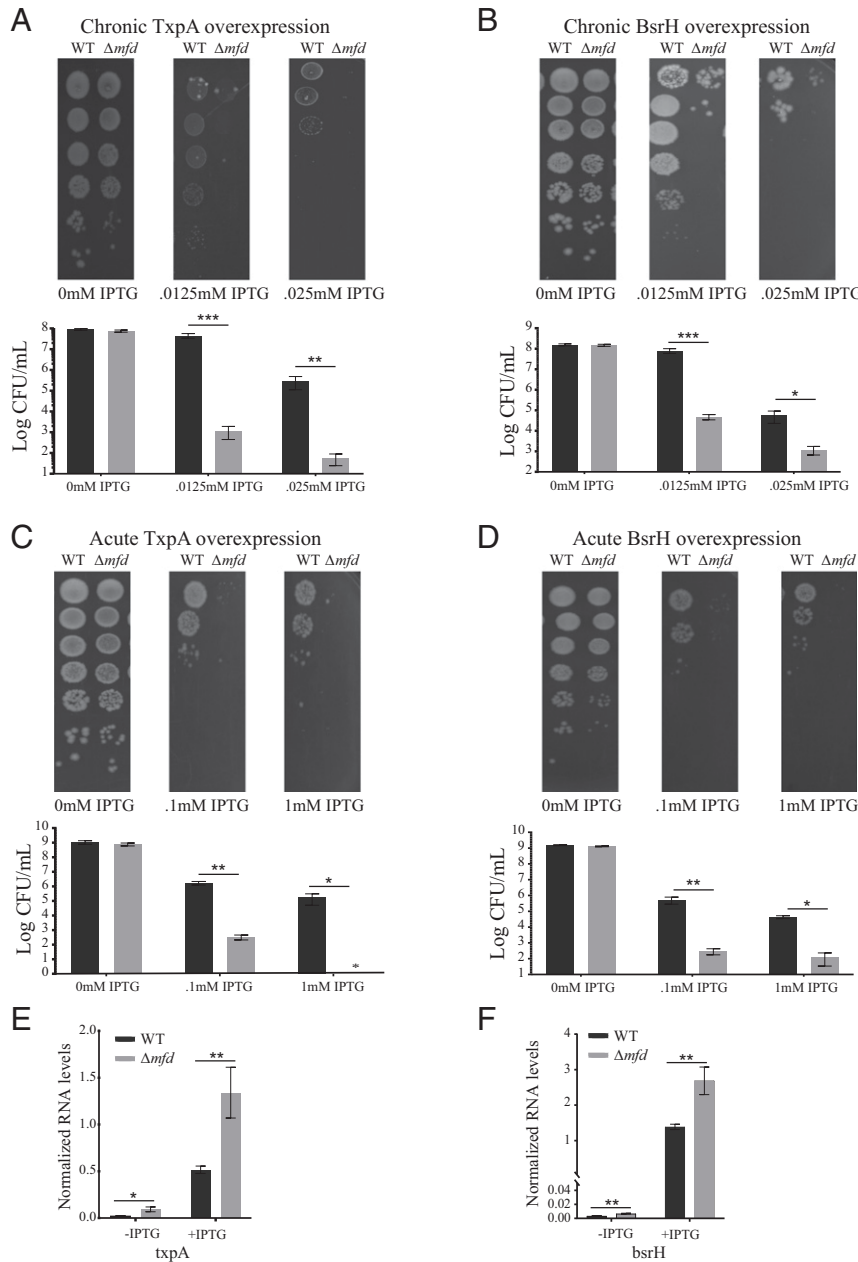 A
Chronic TxpA overexpression
WT Δmfd WT Δmfd WT Δmfd
0mM IPTG .0125mM IPTG .025mM IPTG
Log CFU/mL
8
7
6
5
4
3
2
1
***
**
0mM IPTG .0125mM IPTG .025mM IPTG
B
Chronic BsrH overexpression
WT Δmfd WT Δmfd WT Δmfd
0mM IPTG .0125mM IPTG .025mM IPTG
Log CFU/mL
9
8
7
6
5
4
3
2
***
*
0mM IPTG .0125mM IPTG .025mM IPTG
C
Acute TxpA overexpression
WT Δmfd WT Δmfd WT Δmfd
0mM IPTG .1mM IPTG 1mM IPTG
Log CFU/mL
10
9
8
7
6
5
4
3
2
1
0
**
*
*
0mM IPTG .1mM IPTG 1mM IPTG
D
Acute BsrH overexpression
WT Δmfd WT Δmfd WT Δmfd
0mM IPTG .1mM IPTG 1mM IPTG
Log CFU/mL
10
9
8
7
6
5
4
3
2
1
**
*
0mM IPTG .1mM IPTG 1mM IPTG
E
Normalized RNA levels
2.0
1.5
1.0
0.5
0.0
WT
Δmfd
*
**
-IPTG +IPTG
txpA
F
Normalized RNA levels
4
3
2
1
0.04
0.02
0.00
WT
Δmfd
**
**
-IPTG +IPTG
bsrH